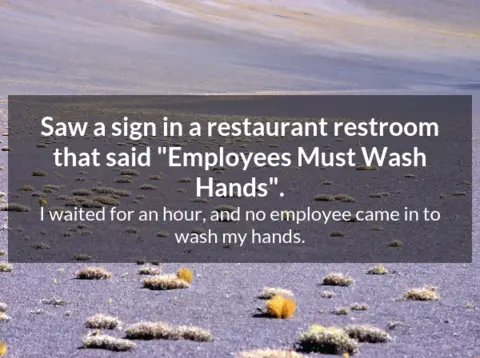 Saw a sign in a restaurant restroom
that said "Employees Must Wash
Hands".
I waited for an hour, and no employee came in to
wash my hands.